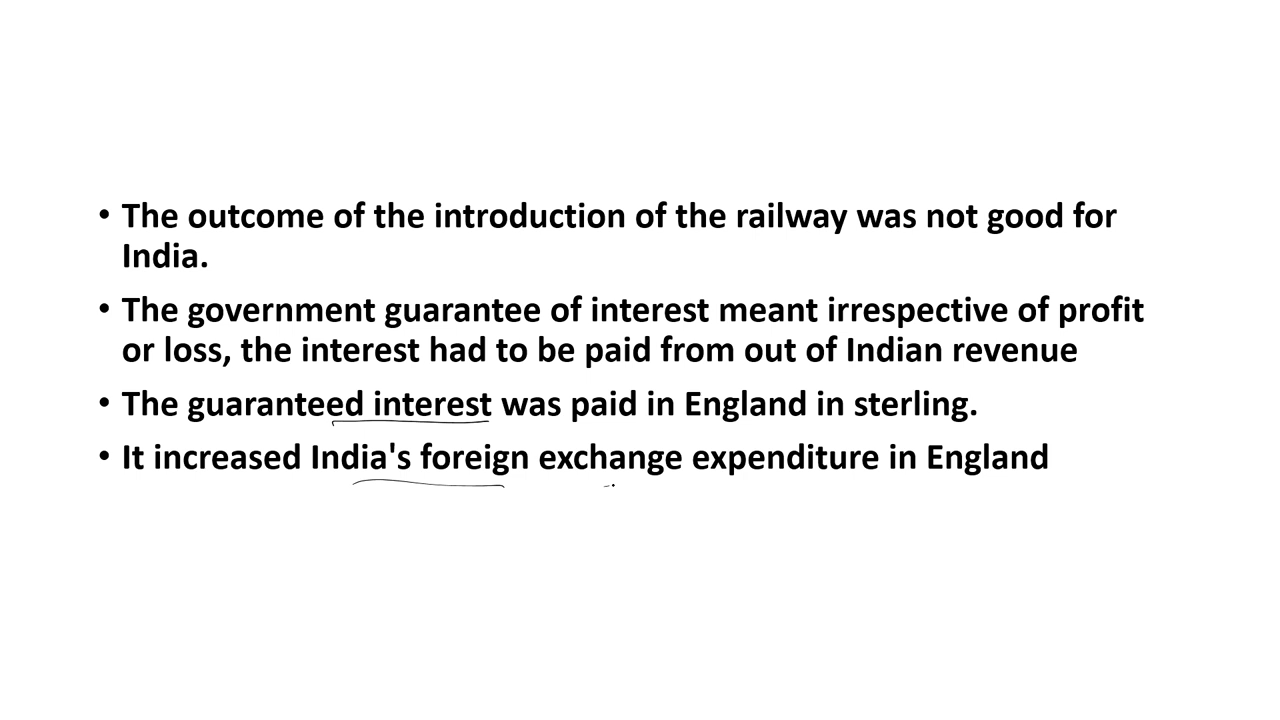 • The outcome of the introduction of the railway was not good for
India.
• The government guarantee of interest meant irrespective of profit
or loss, the interest had to be paid from out of Indian revenue
• The guaranteed interest was paid in England in sterling.
• It increased India's foreign exchange expenditure in England